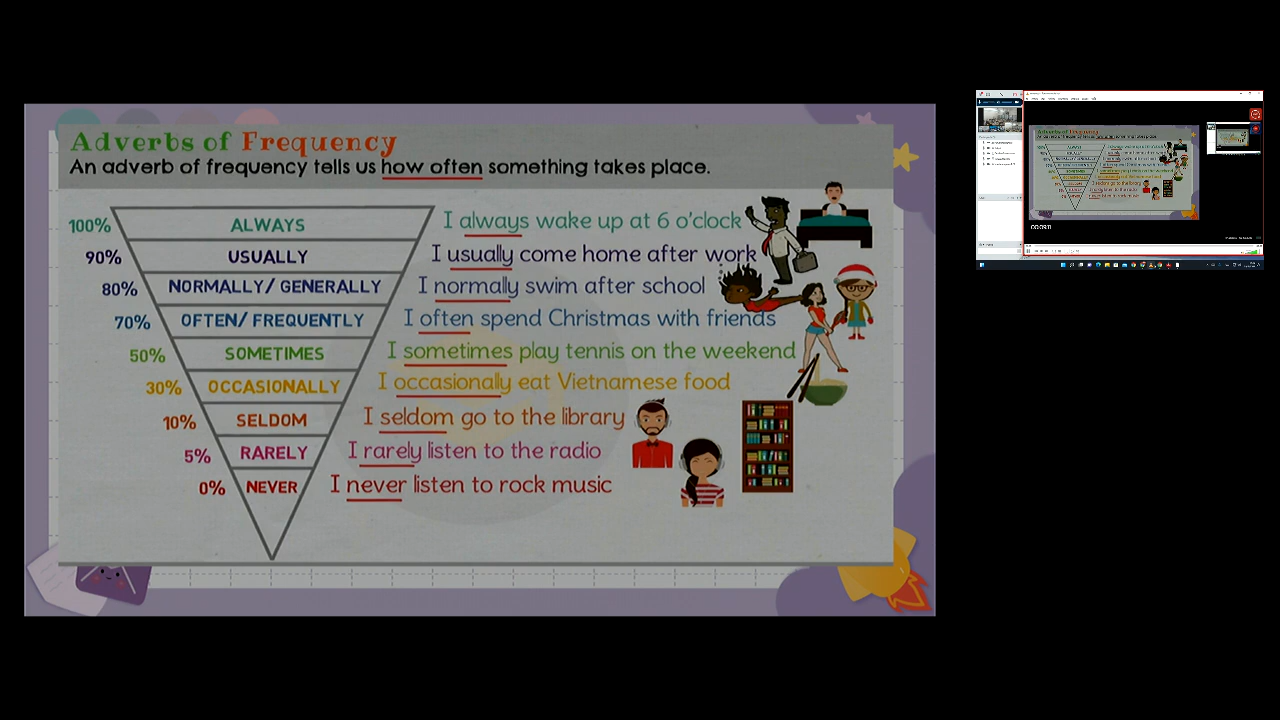 Adverbs of Frequency
An adverb of frequency tells us how often something takes place.
100% ALWAYS I always wake up at 6 o'clock
90% USUALLY I usually come home after work
80% NORMALLY/ GENERALLY I normally swim after school
70% OFTEN/ FREQUENTLY I often spend Christmas with friends
50% SOMETIMES I sometimes play tennis on the weekend
30% OCCASIONALLY I occasionally eat Vietnamese food
10% SELDOM I seldom go to the library
5% RARELY I rarely listen to the radio
0% NEVER I never listen to rock music